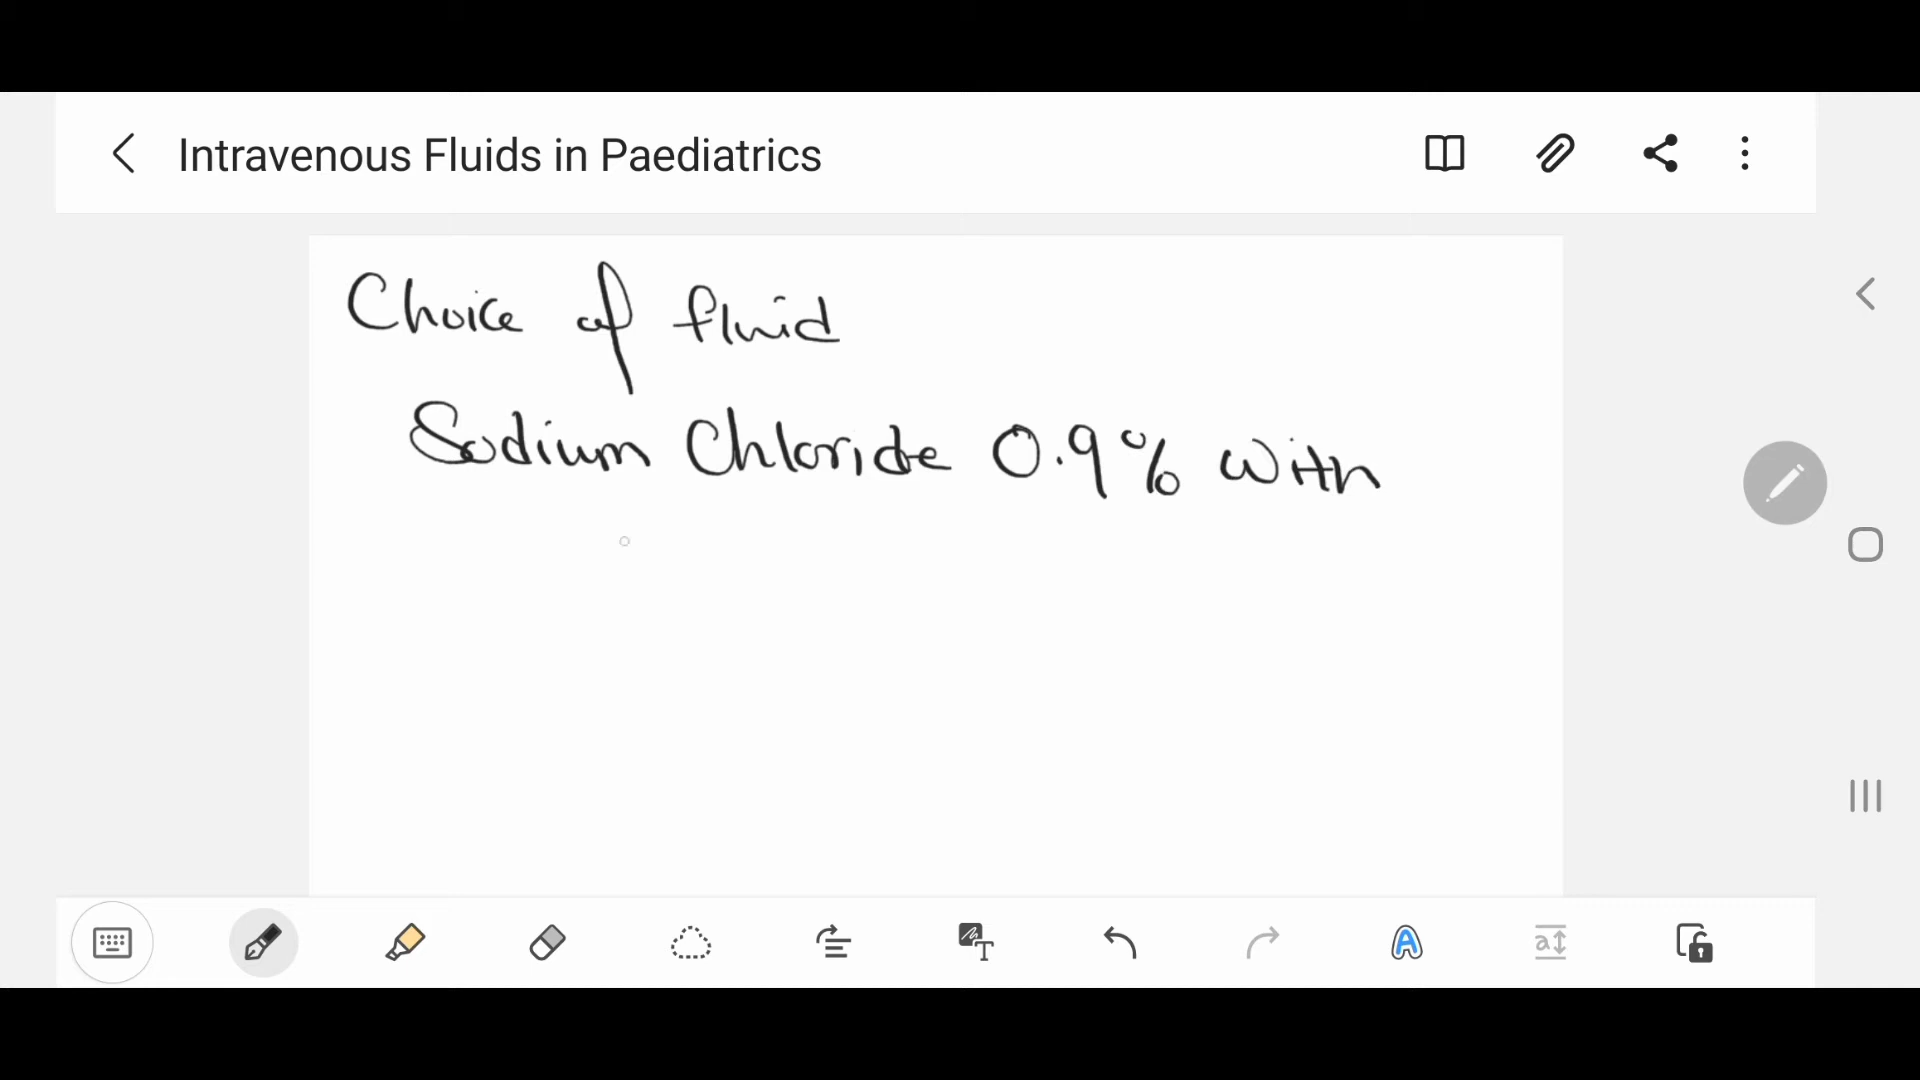 Intravenous Fluids in Paediatrics
Choice of fluid
Sodium Chloride 0.9% with